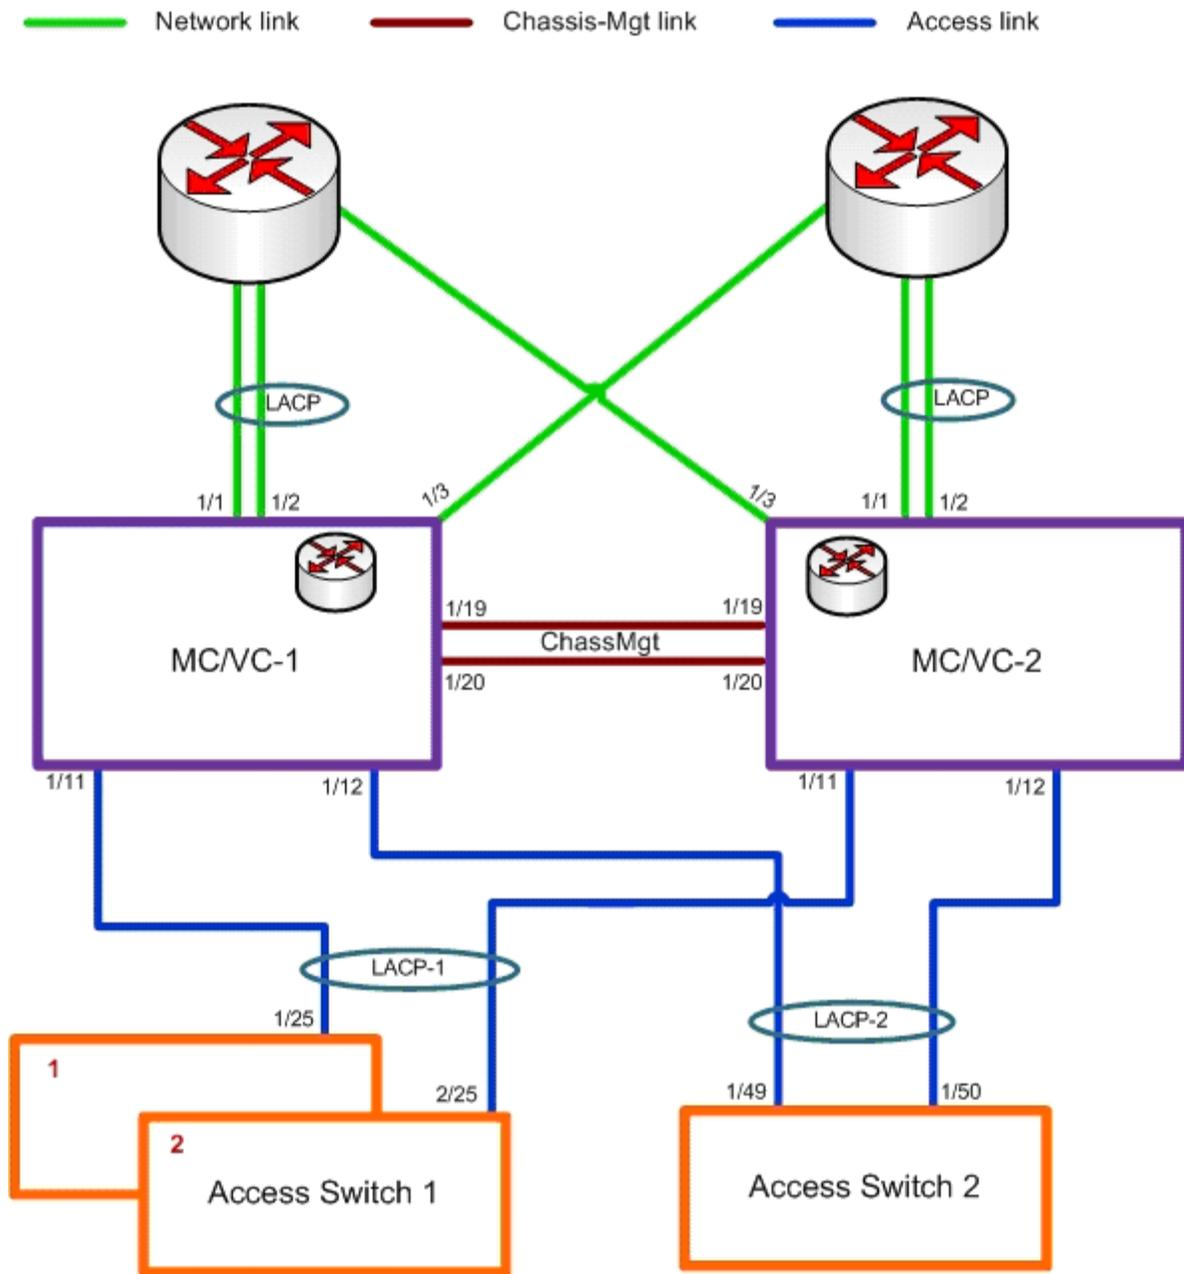 Network link
Chassis-Mgt link
Access link
LACP
LACP
1/1
1/2
1/3
1/3
1/1
1/2
1/19
1/19
ChassMgt
MC/VC-1
MC/VC-2
1/20
1/20
1/11
1/12
1/11
1/12
LACP-1
1/25
LACP-2
1
2/25
1/49
1/50
2
Access Switch 1
Access Switch 2